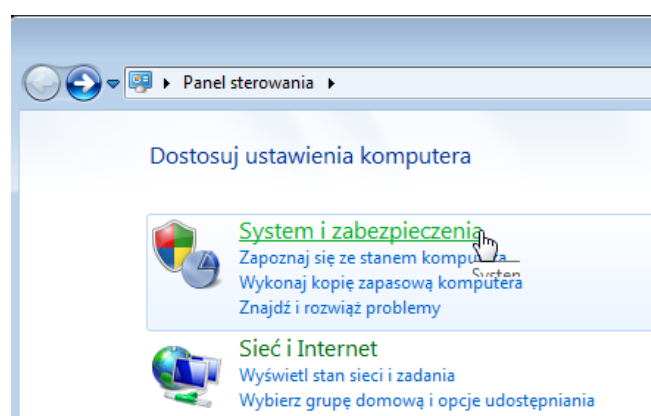 Panel sterowania
Dostosuj ustawienia komputera
System i zabezpieczenia
Zapoznaj się ze stanem komputera
Wykonaj kopię zapasową komputera
Znajdź i rozwiąż problemy
Sieć i Internet
Wyświetl stan sieci i zadania
Wybierz grupę domową i opcje udostępniania